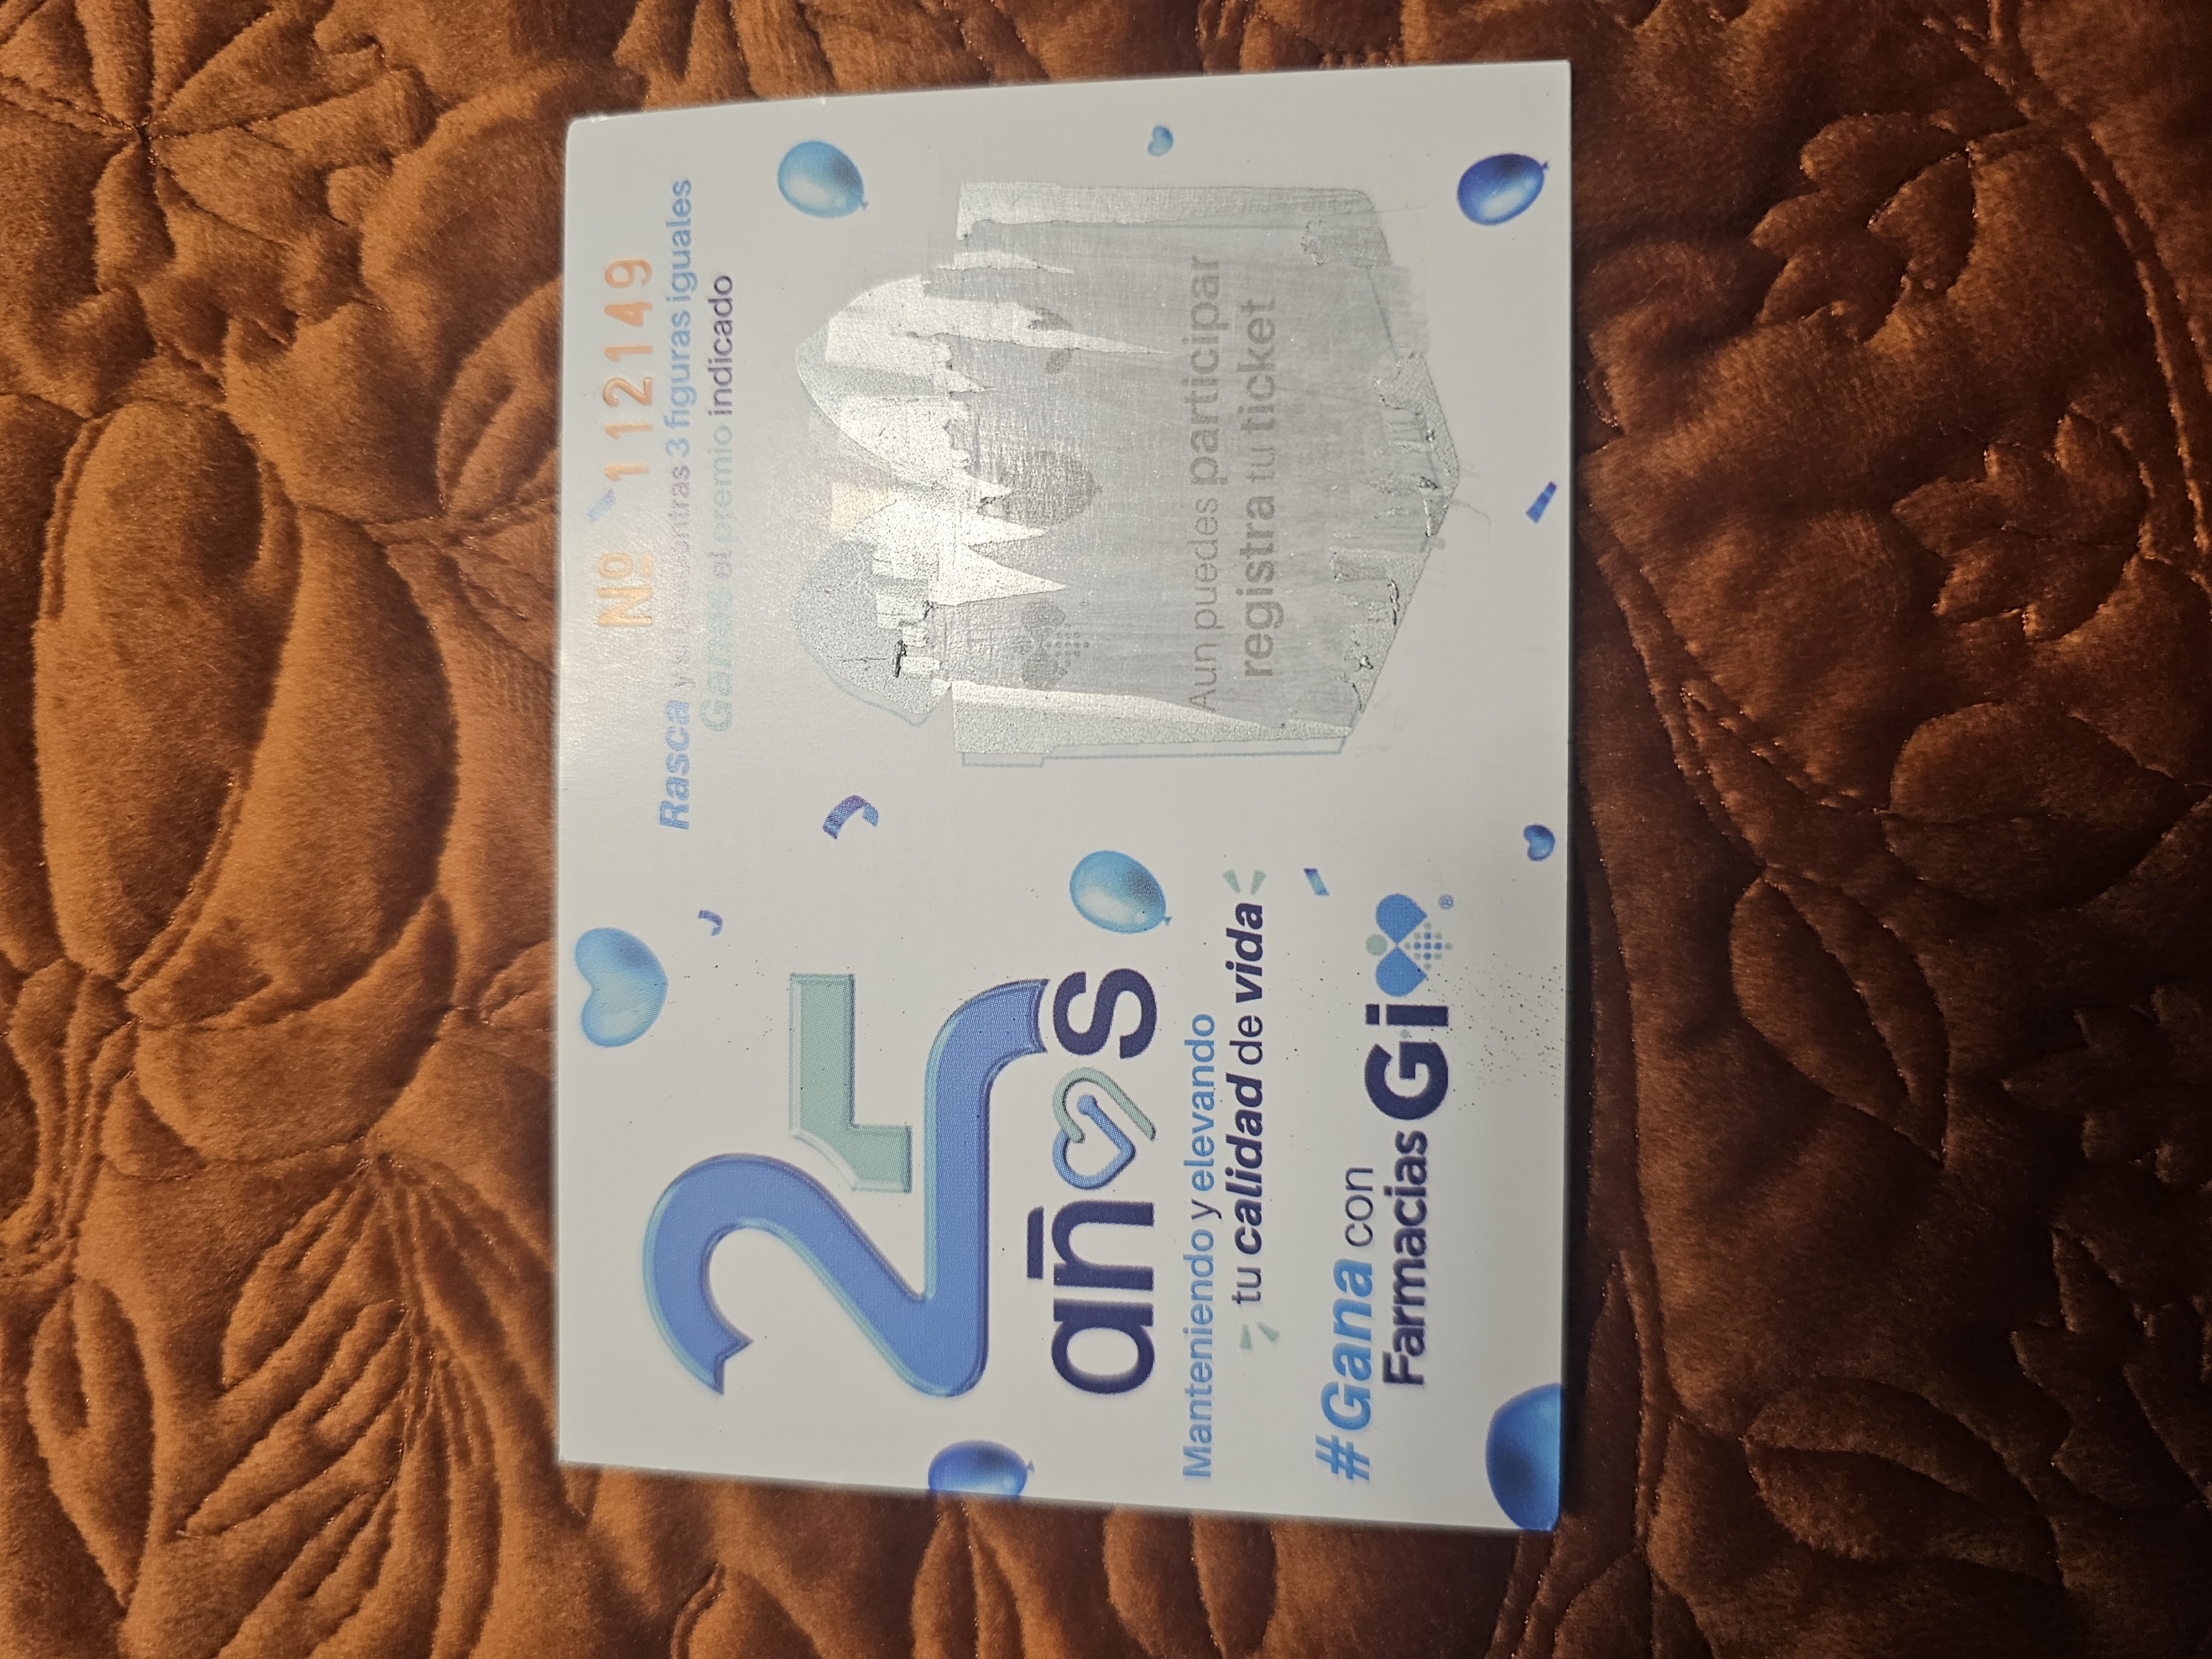 25
años
Manteniendo y elevando
tu calidad de vida
#Gana con
Farmacias Gi
®
Nº 112149
Rasca y si encuentras 3 figuras iguales
Ganas el premio indicado
Aun puedes participar
registra tu ticket